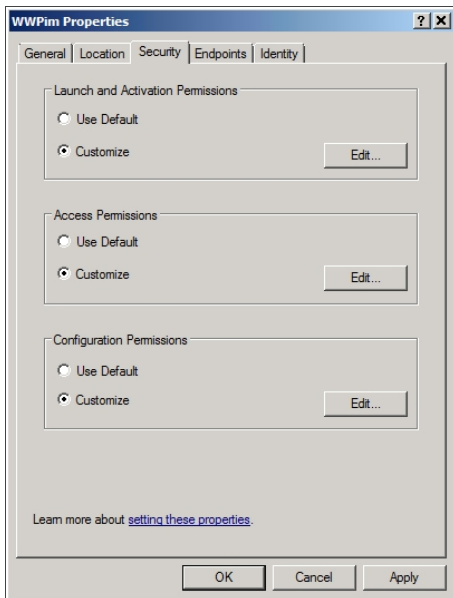 WWPim Properties
General Location Security Endpoints Identity
Launch and Activation Permissions
Use Default
Customize
Edit...
Access Permissions
Use Default
Customize
Edit...
Configuration Permissions
Use Default
Customize
Edit...
Learn more about setting these properties.
OK Cancel Apply